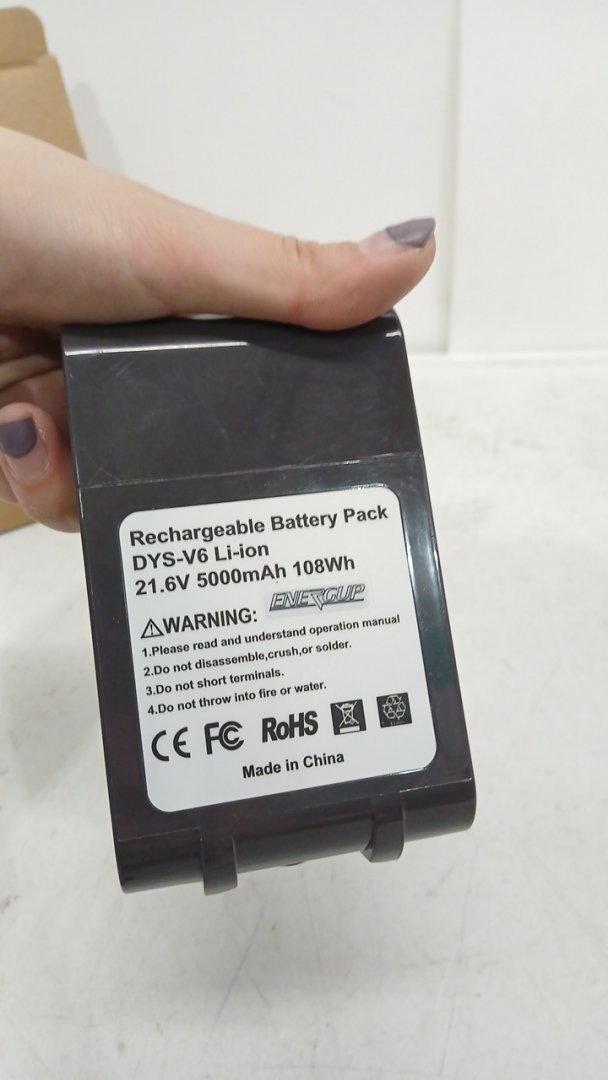 Rechargeable Battery Pack
DYS-V6 Li-ion
21.6V 5000mAh 108Wh
ENERGUP
⚠WARNING:
1.Please read and understand operation manual
2.Do not disassemble,crush,or solder.
3.Do not short terminals.
4.Do not throw into fire or water.
CE FC RoHS
Made in China